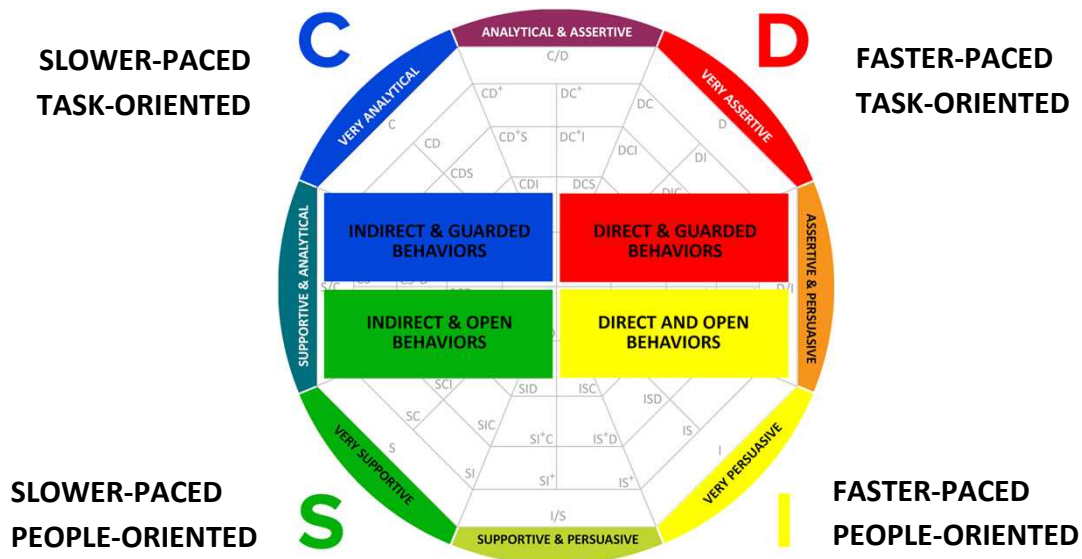 C
D
SLOWER-PACED
TASK-ORIENTED
FASTER-PACED
TASK-ORIENTED
ANALYTICAL & ASSERTIVE
VERY ANALYTICAL
VERY ASSERTIVE
C/D
CD+
DC+
C
DC
D
CD
CD+S
DC+I
DCI
DI
CDS
CDI
DCS
SUPPORTIVE & ANALYTICAL
INDIRECT & GUARDED
BEHAVIORS
DIRECT & GUARDED
BEHAVIORS
ASSERTIVE & PERSUASIVE
INDIRECT & OPEN
BEHAVIORS
DIRECT AND OPEN
BEHAVIORS
SCI
SID
ISC
ISD
SC
SIC
SI+C
IS+D
IS
S
I
SI
SI+
IS+
I/S
VERY SUPPORTIVE
VERY PERSUASIVE
SUPPORTIVE & PERSUASIVE
SLOWER-PACED
PEOPLE-ORIENTED
S
I
FASTER-PACED
PEOPLE-ORIENTED